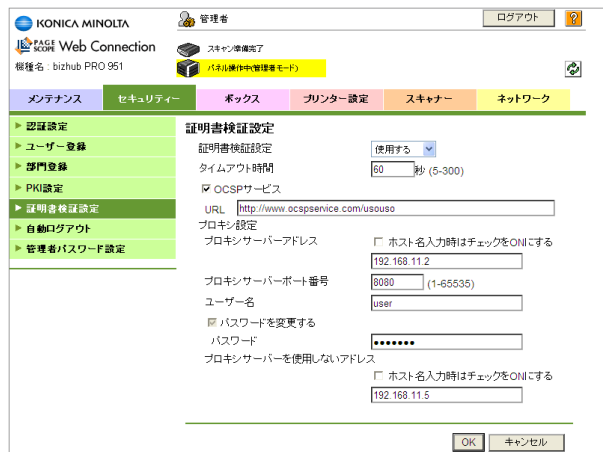 KONICA MINOLTA
管理者
ログアウト
?
PAGE SCOPE Web Connection
スキャン準備完了
機種名 : bizhub PRO 951
パネル操作中(管理者モード)
メンテナンス
セキュリティー
ボックス
プリンター設定
スキャナー
ネットワーク
認証設定
ユーザー登録
部門登録
PKI設定
証明書検証設定
自動ログアウト
管理者パスワード設定
証明書検証設定
証明書検証設定 使用する
タイムアウト時間 60 秒 (5-300)
OCSPサービス
URL http://www.ocspservice.com/usouso
プロキシ設定
プロキシサーバーアドレス ホスト名入力時はチェックをONにする
192.168.11.2
プロキシサーバーポート番号 8080 (1-65535)
ユーザー名 user
パスワードを変更する
パスワード •••••••
プロキシサーバーを使用しないアドレス
ホスト名入力時はチェックをONにする
192.168.11.5
OK キャンセル